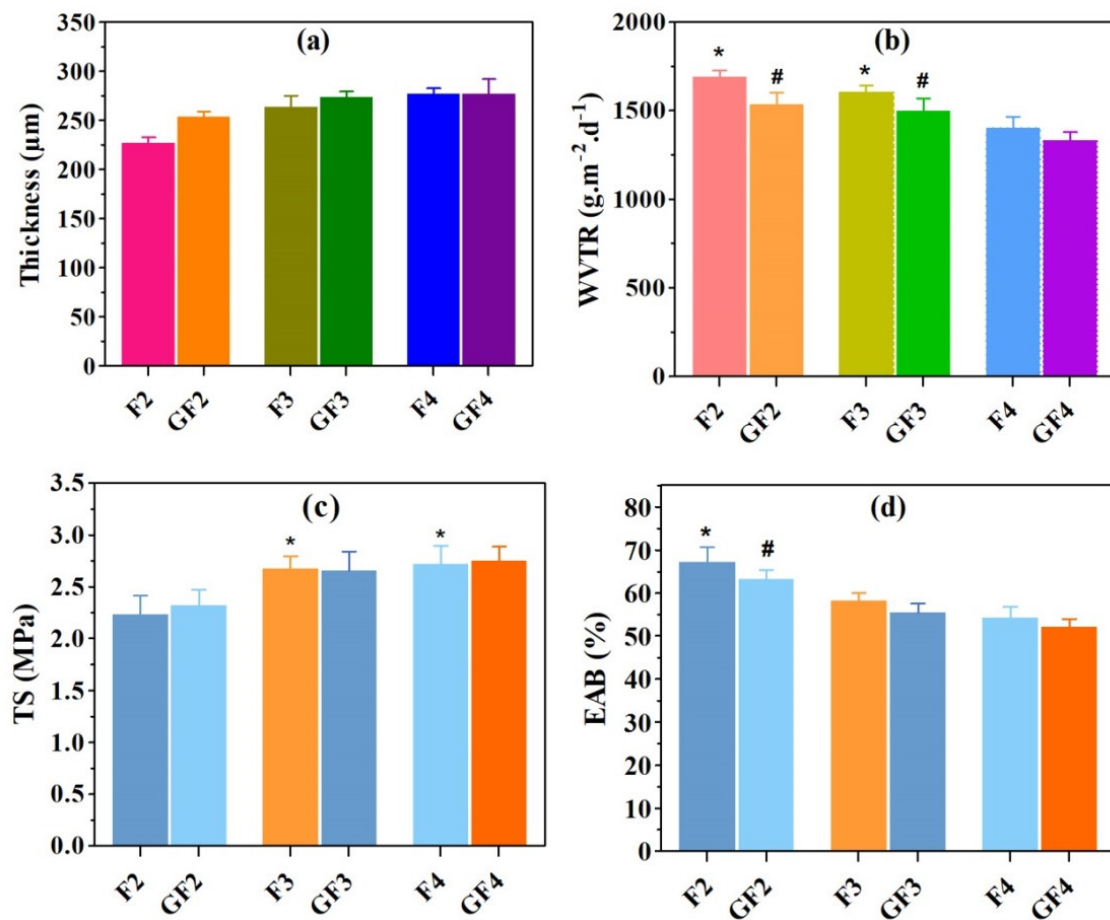 (a)
Thickness (µm)
350
300
250
200
150
100
50
0
F2
GF2
F3
GF3
F4
GF4
(b)
WVTR (g.m⁻².d⁻¹)
2000
1500
1000
500
0
*
#
*
#
F2
GF2
F3
GF3
F4
GF4
(c)
TS (MPa)
3.5
3.0
2.5
2.0
1.5
1.0
0.5
0.0
*
*
F2
GF2
F3
GF3
F4
GF4
(d)
EAB (%)
80
70
60
50
40
30
20
10
0
*
#
F2
GF2
F3
GF3
F4
GF4